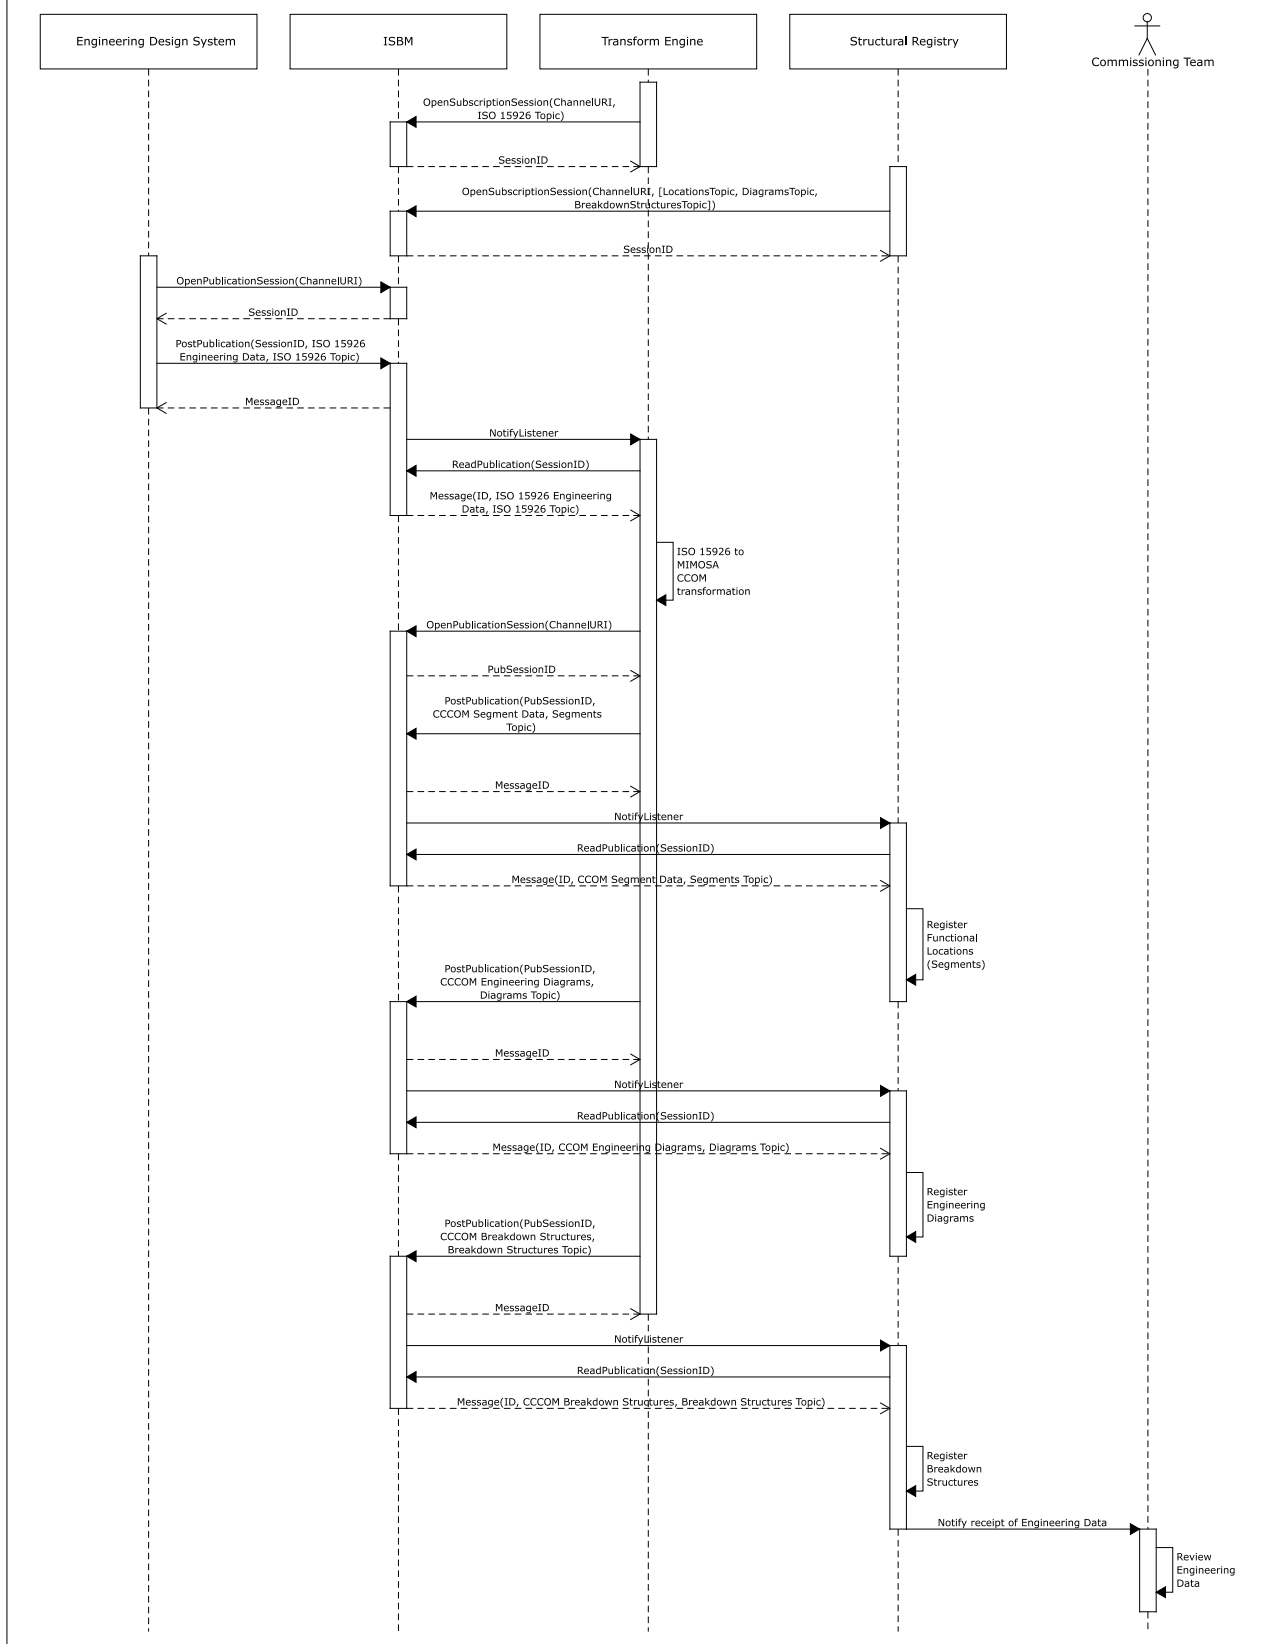 Engineering Design System
ISBM
Transform Engine
Structural Registry
Commissioning Team
OpenSubscriptionSession(ChannelURI,
ISO 15926 Topic)
SessionID
OpenSubscriptionSession(ChannelURI, [LocationsTopic, DiagramsTopic,
BreakdownStructuresTopic])
SessionID
OpenPublicationSession(ChannelURI)
SessionID
PostPublication(SessionID, ISO 15926
Engineering Data, ISO 15926 Topic)
MessageID
NotifyListener
ReadPublication(SessionID)
Message(ID, ISO 15926 Engineering
Data, ISO 15926 Topic)
ISO 15926 to
MIMOSA
CCOM
transformation
OpenPublicationSession(ChannelURI)
PubSessionID
PostPublication(PubSessionID,
CCCOM Segment Data, Segments
Topic)
MessageID
NotifyListener
ReadPublication(SessionID)
Message(ID, CCOM Segment Data, Segments Topic)
Register
Functional
Locations
(Segments)
PostPublication(PubSessionID,
CCCOM Engineering Diagrams,
Diagrams Topic)
MessageID
NotifyListener
ReadPublication(SessionID)
Message(ID, CCOM Engineering Diagrams, Diagrams Topic)
Register
Engineering
Diagrams
PostPublication(PubSessionID,
CCCOM Breakdown Structures,
Breakdown Structures Topic)
MessageID
NotifyListener
ReadPublication(SessionID)
Message(ID, CCCOM Breakdown Structures, Breakdown Structures Topic)
Register
Breakdown
Structures
Notify receipt of Engineering Data
Review
Engineering
Data